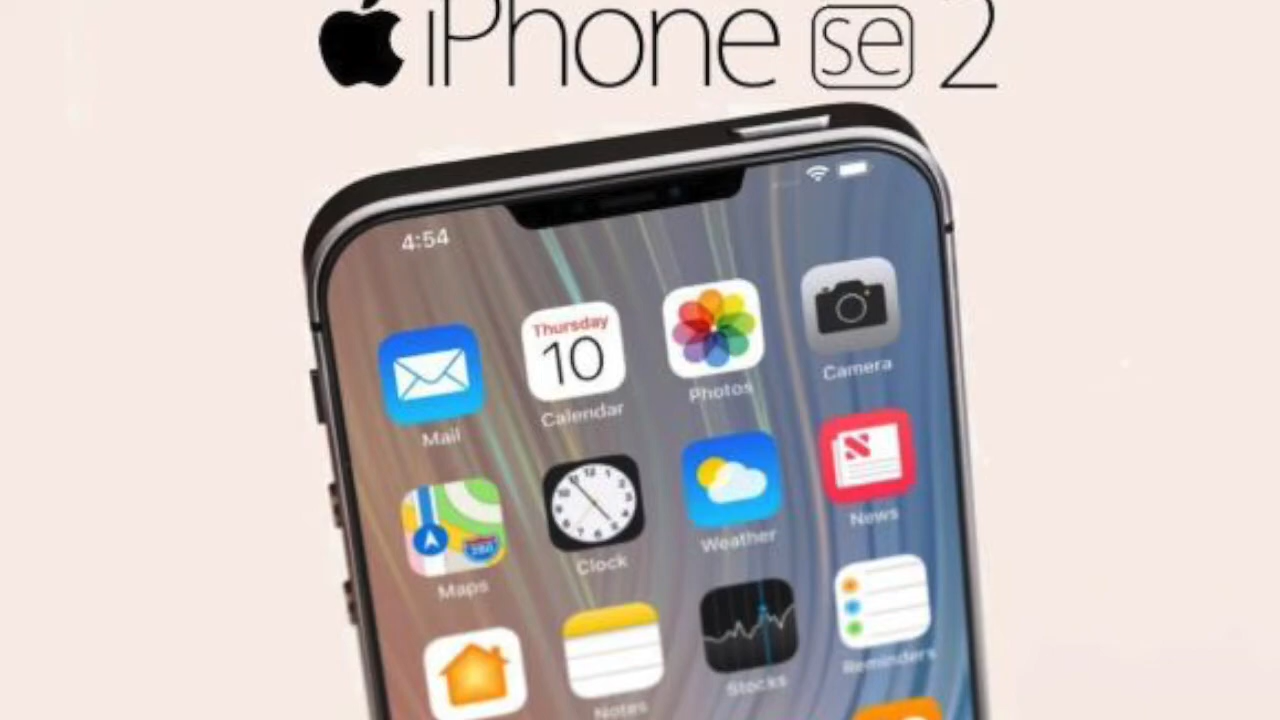 iPhone se 2
4:54
Thursday
10
Mail
Calendar
Photos
Camera
Maps
Clock
Weather
News
Notes
Stocks
Reminders